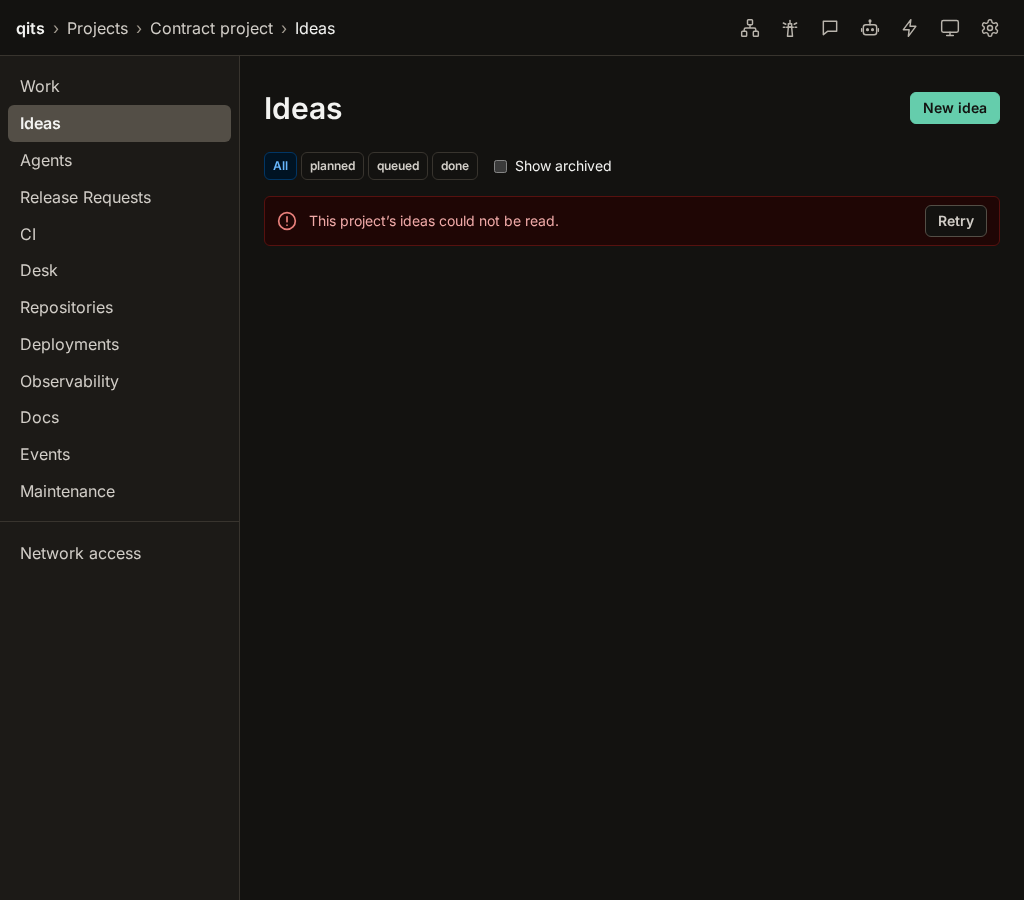 qits › Projects › Contract project › Ideas
Work
Ideas
Agents
Release Requests
CI
Desk
Repositories
Deployments
Observability
Docs
Events
Maintenance
Network access
Ideas
New idea
All planned queued done Show archived
This project’s ideas could not be read.
Retry